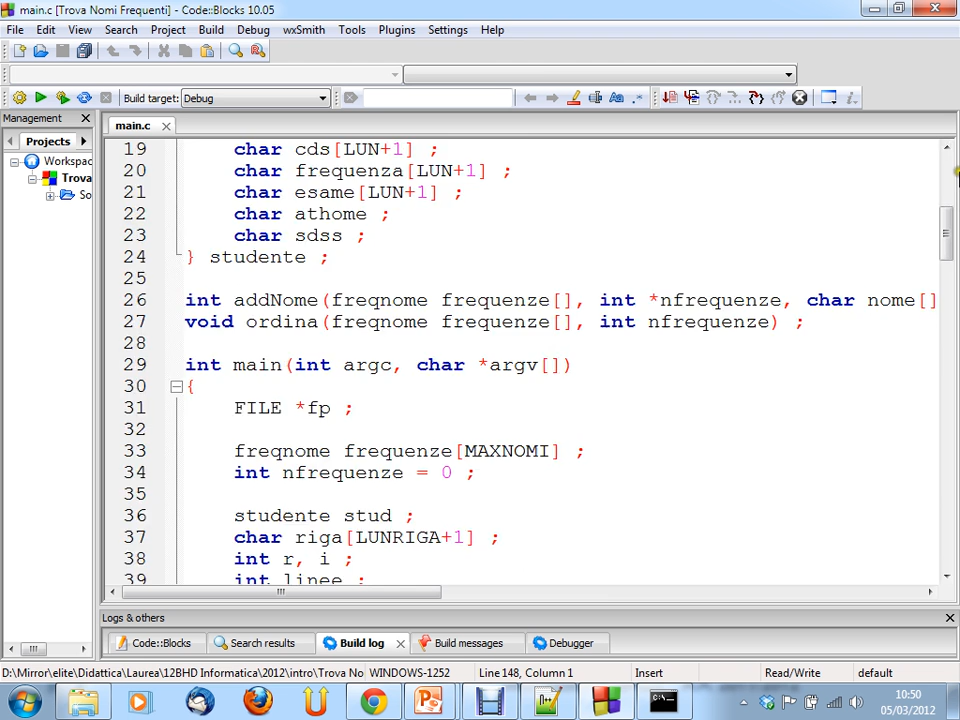 main.c [Trova Nomi Frequenti] - Code::Blocks 10.05
File Edit View Search Project Build Debug wxSmith Tools Plugins Settings Help
Build target: Debug
Management
main.c
Projects
Workspac
Trova
So
19 char cds[LUN+1] ;
20 char frequenza[LUN+1] ;
21 char esame[LUN+1] ;
22 char athome ;
23 char sdss ;
24 } studente ;
25
26 int addNome(freqnome frequenze[], int *nfrequenze, char nome[]
27 void ordina(freqnome frequenze[], int nfrequenze) ;
28
29 int main(int argc, char *argv[])
30 {
31 FILE *fp ;
32
33 freqnome frequenze[MAXNOMI] ;
34 int nfrequenze = 0 ;
35
36 studente stud ;
37 char riga[LUNRIGA+1] ;
38 int r, i ;
39 int linee ;
Logs & others
Code::Blocks Search results Build log Build messages Debugger
D:\Mirror\elite\Didattica\Laurea\12BHD Informatica\2012\intro\Trova No WINDOWS-1252 Line 148, Column 1 Insert Read/Write default
10:50
05/03/2012